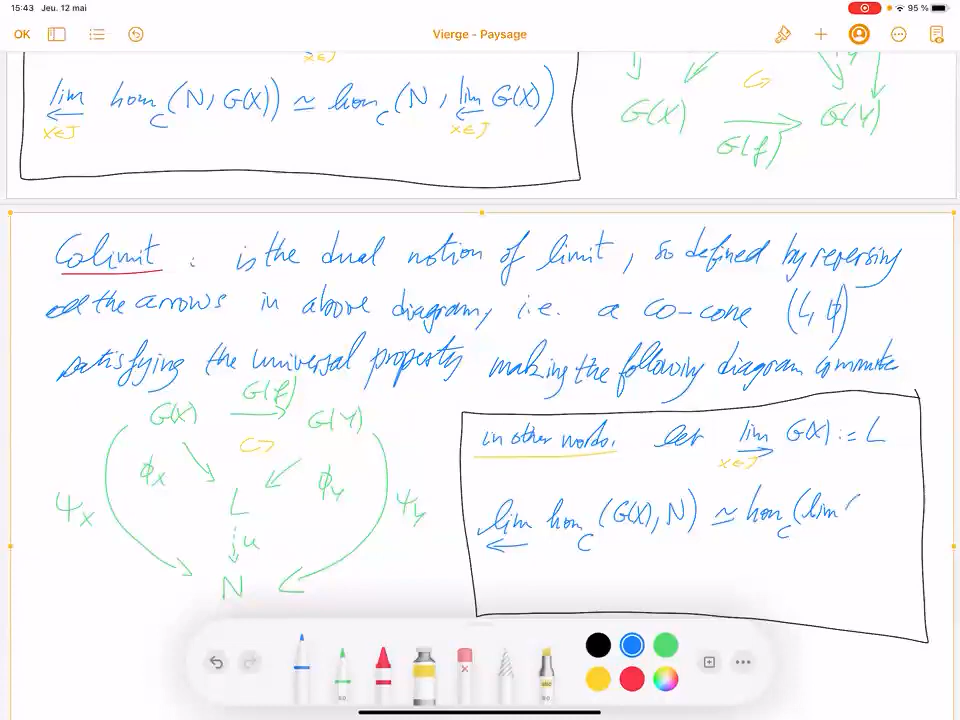 15:43 Jeu. 12 mai 95 %
OK Vierge - Paysage
x∈J
lim hom_C (N, G(X)) ≃ hom_C (N, lim G(X))
x∈J x∈J
G(X) G(f) G(Y)
Colimit : is the dual notion of limit, so defined by reversing
all the arrows in above diagram, i.e. a co-cone (L, ϕ)
satisfying the universal property making the following diagram commute
G(X) G(f) G(Y)
ϕ_X ϕ_Y
ψ_X L ψ_Y
u
N
in other words. let lim G(X) := L
x∈J
lim hom_C (G(X), N) ≃ hom_C (lim (